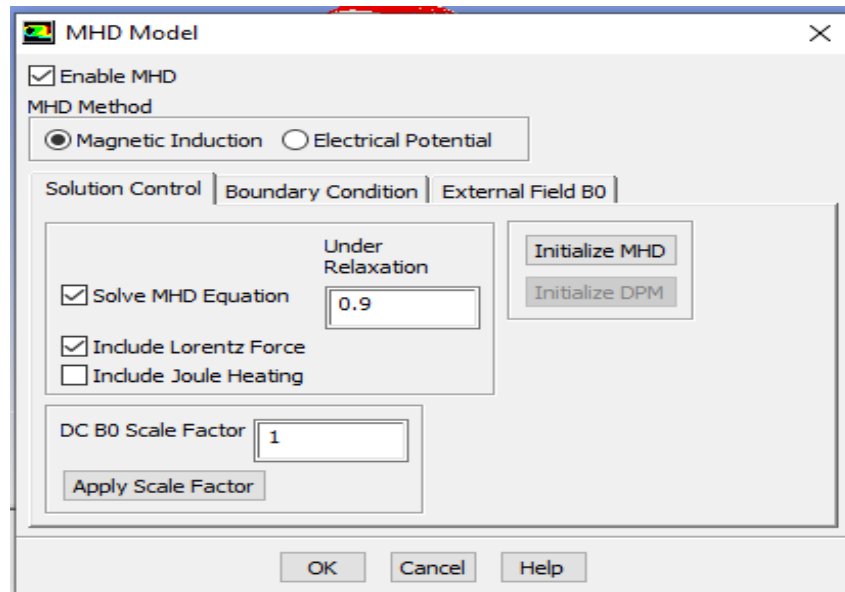 MHD Model
Enable MHD
MHD Method
Magnetic Induction Electrical Potential
Solution Control Boundary Condition External Field B0
Under
Relaxation
Solve MHD Equation 0.9
Include Lorentz Force
Include Joule Heating
Initialize MHD
Initialize DPM
DC B0 Scale Factor 1
Apply Scale Factor
OK Cancel Help